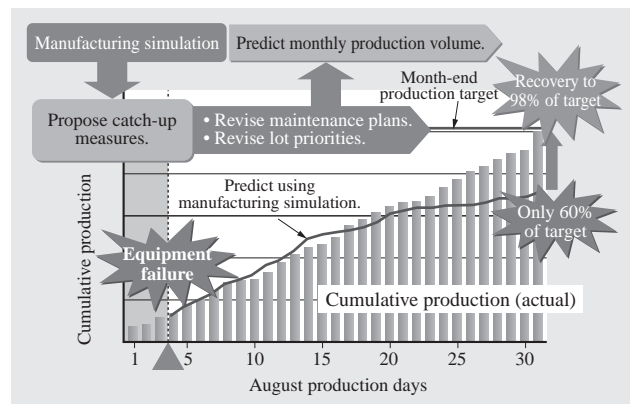 Manufacturing simulation
Predict monthly production volume.
Propose catch-up
measures.
• Revise maintenance plans.
• Revise lot priorities.
Month-end
production target
Recovery to
98% of target
Predict using
manufacturing simulation.
Equipment
failure
Only 60%
of target
Cumulative production (actual)
Cumulative production
1 5 10 15 20 25 30
August production days